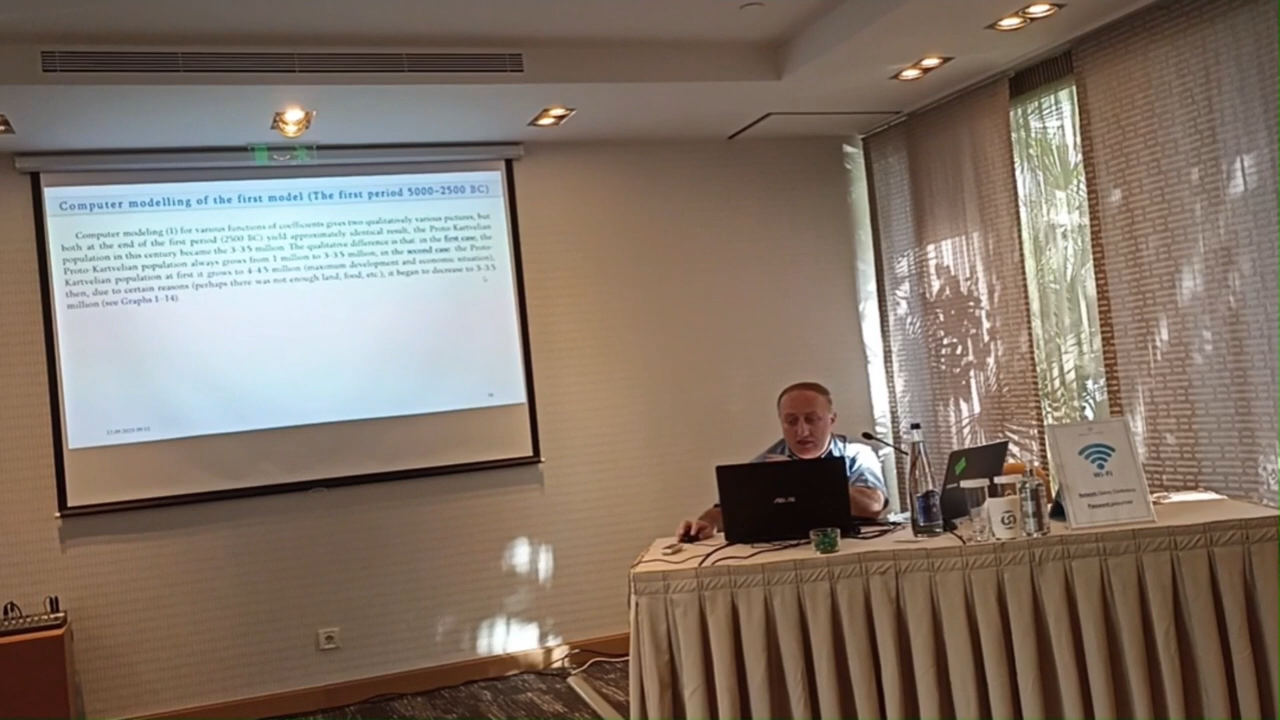 Computer modelling of the first model (The first period 5000-2500 BC)
Computer modeling (1) for various functions of coefficients gives two qualitatively various pictures, but
both at the end of the first period (2500 BC) yield approximately identical result, the Proto-Kartvelian
population in this century became the 3-3.5 million. The qualitative difference is that: in the first case, the
Proto-Kartvelian population always grows from 1 million to 3-3.5 million, in the second case: the Proto-
Kartvelian population at first it grows to 4-4.5 million (maximum development and economic situation),
then, due to certain reasons (perhaps there was not enough land, food, etc.), it began to decrease to 3-3.5
million (see Graphs 1-14).
ASUS
Wi-Fi
Network:
Password: